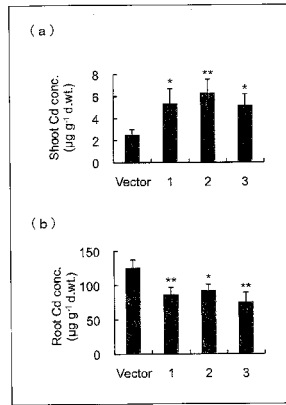 (a)
Shoot Cd conc.
(µg g⁻¹ d.wt.)
8
6
4
2
0
* ** *
Vector 1 2 3
(b)
Root Cd conc.
(µg g⁻¹ d.wt.)
150
100
50
0
** * **
Vector 1 2 3